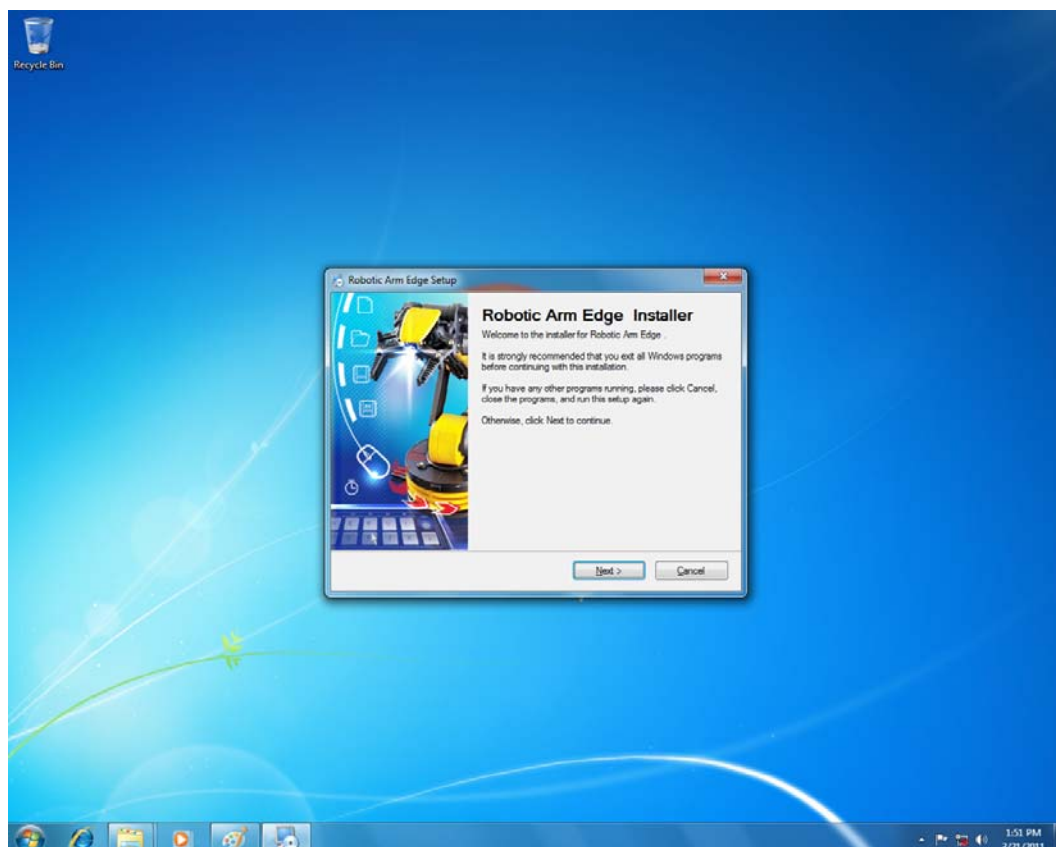 Recycle Bin
Robotic Arm Edge Setup
Robotic Arm Edge  Installer
Welcome to the installer for Robotic Arm Edge .
It is strongly recommended that you exit all Windows programs
before continuing with this installation.
If you have any other programs running, please click Cancel,
close the programs, and run this setup again.
Otherwise, click Next to continue.
Next >
Cancel
1:51 PM
2/21/2011